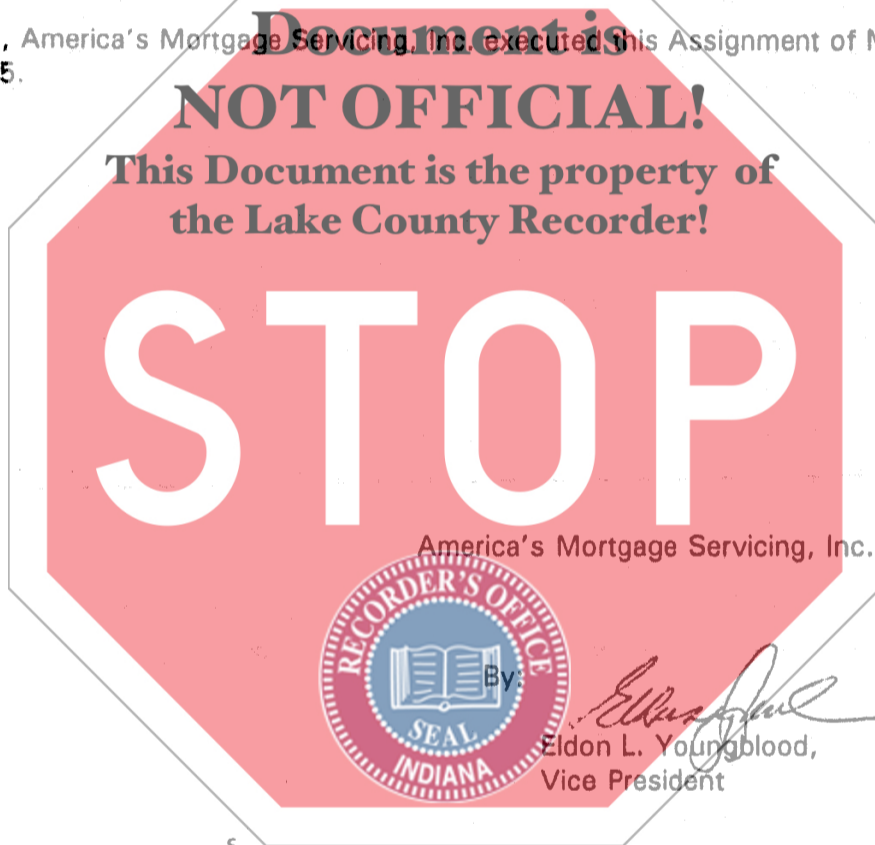 Document is
, America's Mortgage Servicing, Inc. executed this Assignment of
5.
NOT OFFICIAL!
This Document is the property of
the Lake County Recorder!
STOP
America's Mortgage Servicing, Inc.
RECORDER'S OFFICE
By:
SEAL
INDIANA
Eldon L. Youngblood,
Vice President